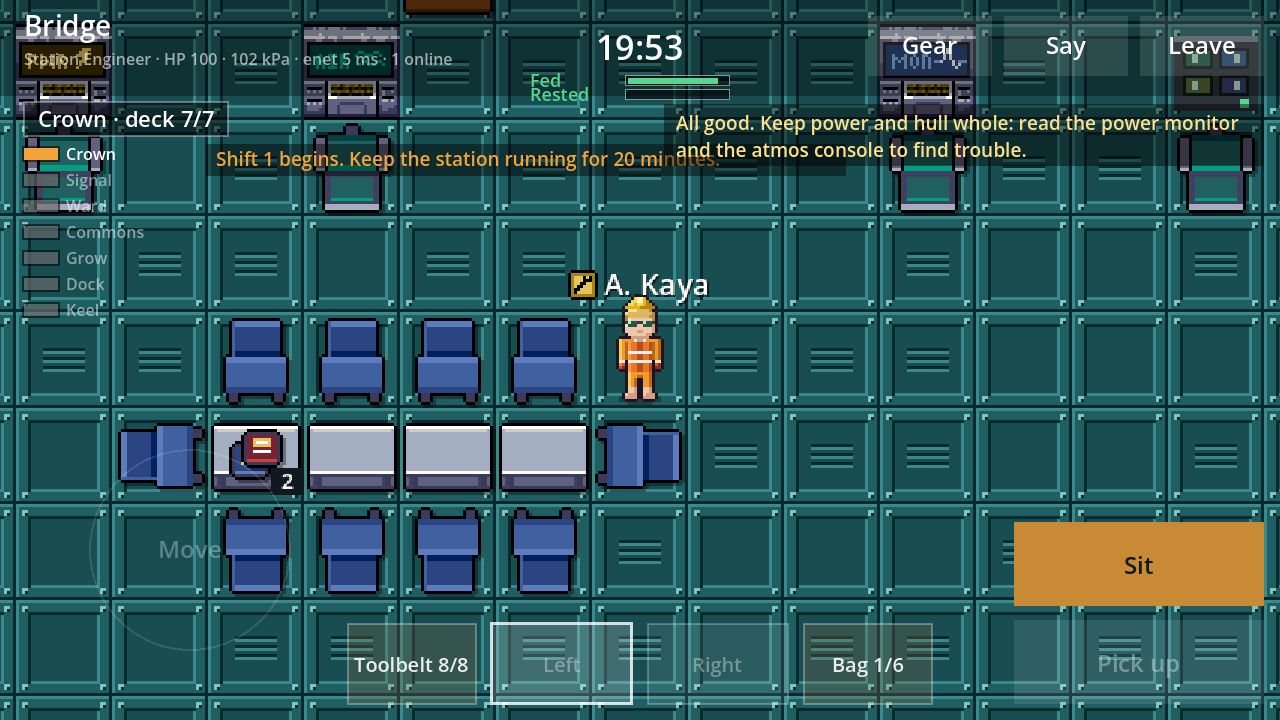 Bridge
Station Engineer · HP 100 · 102 kPa · enet 5 ms · 1 online
19:53
Fed
Rested
Gear
Say
Leave
Crown · deck 7/7
All good. Keep power and hull whole: read the power monitor
and the atmos console to find trouble.
Shift 1 begins. Keep the station running for 20 minutes.
Crown
Signal
Ward
Commons
Grow
Dock
Keel
A. Kaya
2
Move
Sit
Toolbelt 8/8
Left
Right
Bag 1/6
Pick up